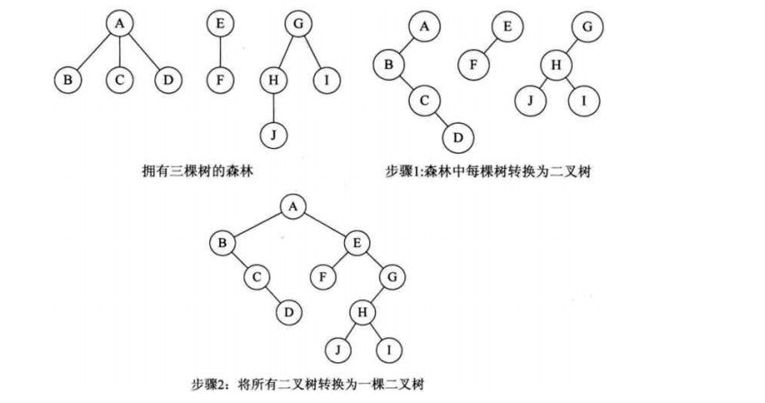 A E G A E G
B C D F H I B F H
J C J I
D
拥有三棵树的森林 步骤1:森林中每棵树转换为二叉树
A
B E
C F G
D H
J I
步骤2：将所有二叉树转换为一棵二叉树